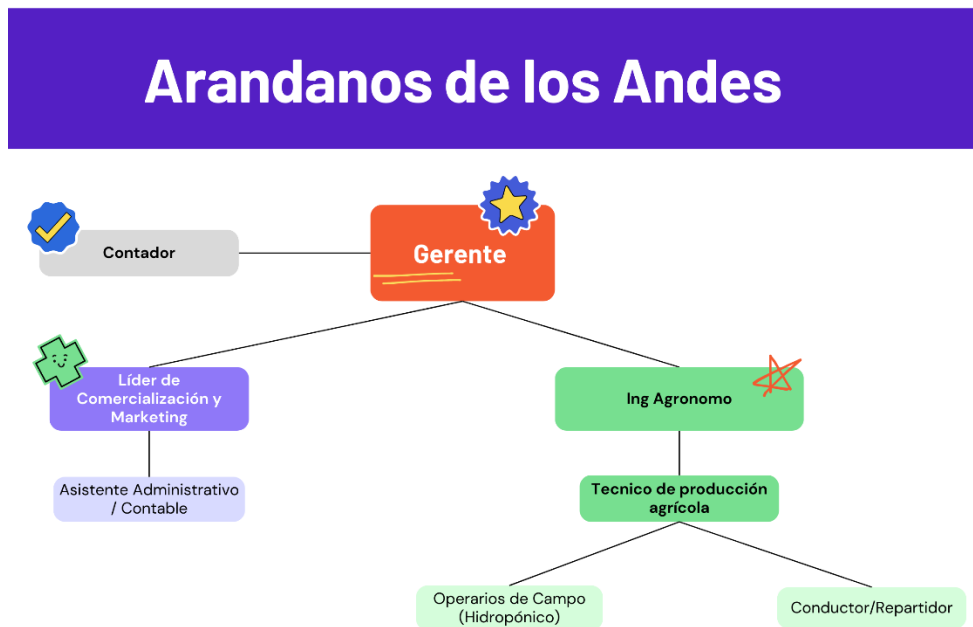 Arandanos de los Andes
Contador
Gerente
Líder de
Comercialización y
Marketing
Ing Agronomo
Asistente Administrativo
/ Contable
Tecnico de producción
agrícola
Operarios de Campo
(Hidropónico)
Conductor/Repartidor